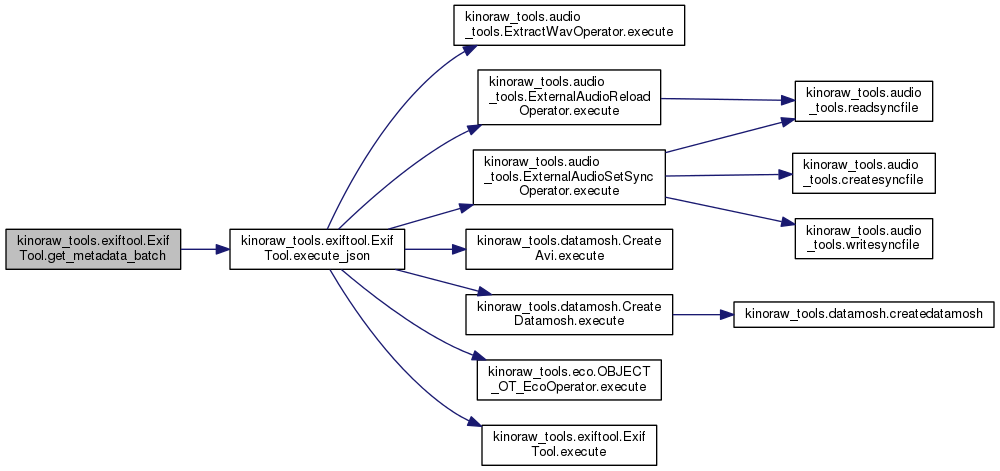 kinoraw_tools.audio
_tools.ExtractWavOperator.execute
kinoraw_tools.audio
_tools.ExternalAudioReload
Operator.execute
kinoraw_tools.audio
_tools.readsyncfile
kinoraw_tools.audio
_tools.ExternalAudioSetSync
Operator.execute
kinoraw_tools.audio
_tools.createsyncfile
kinoraw_tools.audio
_tools.writesyncfile
kinoraw_tools.exiftool.Exif
Tool.get_metadata_batch
kinoraw_tools.exiftool.Exif
Tool.execute_json
kinoraw_tools.datamosh.Create
Avi.execute
kinoraw_tools.datamosh.Create
Datamosh.execute
kinoraw_tools.datamosh.createdatamosh
kinoraw_tools.eco.OBJECT
_OT_EcoOperator.execute
kinoraw_tools.exiftool.Exif
Tool.execute